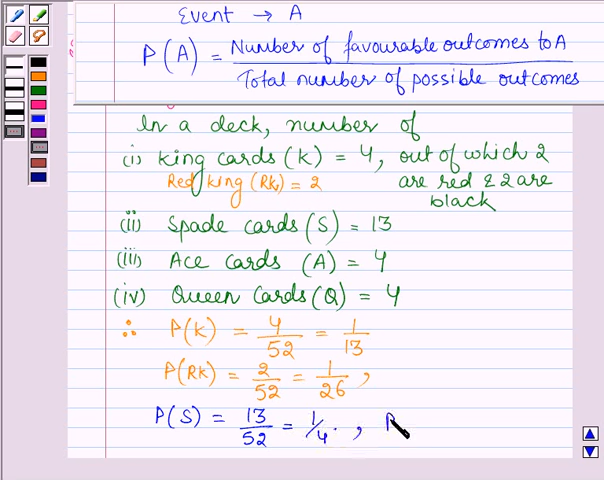 Event → A
P(A) = Number of favourable outcomes to A / Total number of possible outcomes
In a deck, number of
(i) King cards (K) = 4, out of which 2
Red king (RK) = 2 are red & 2 are
black
(ii) Spade cards (S) = 13
(iii) Ace cards (A) = 4
(iv) Queen cards (Q) = 4
∴ P(K) = 4/52 = 1/13
P(RK) = 2/52 = 1/26 ,
P(S) = 13/52 = 1/4. , P